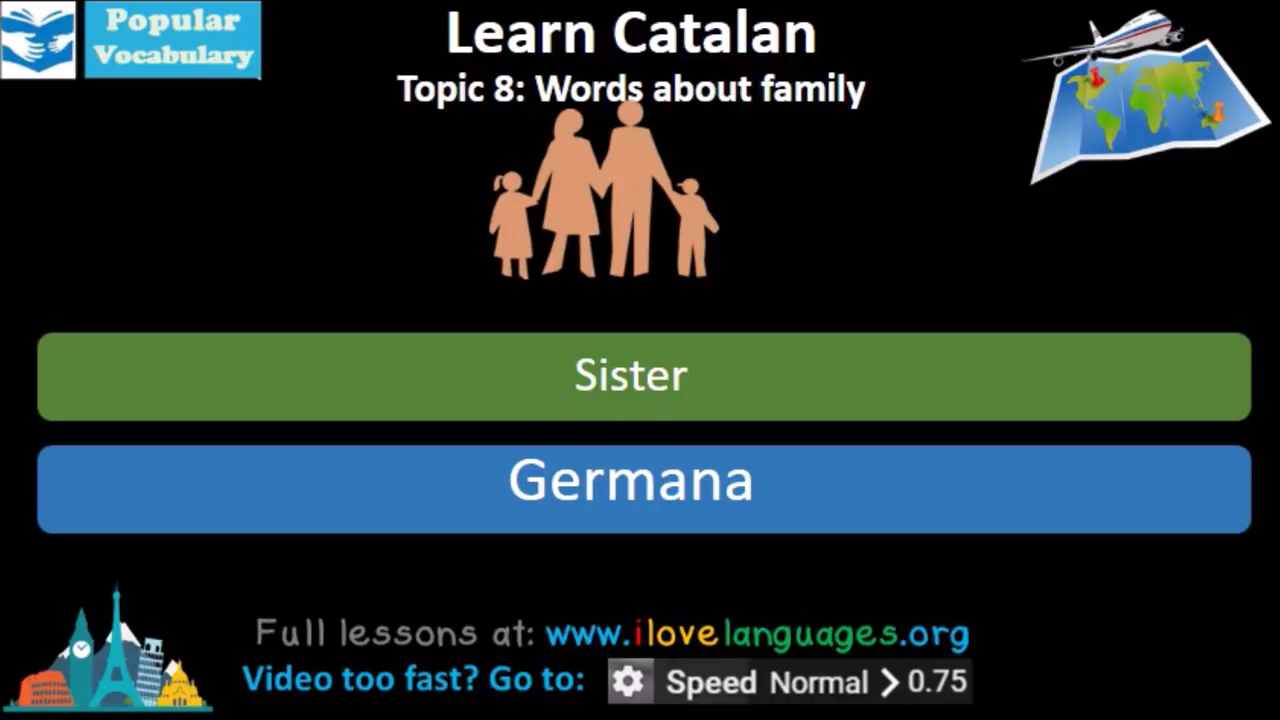 Popular
Vocabulary
Learn Catalan
Topic 8: Words about family
Sister
Germana
Full lessons at: www.ilovelanguages.org
Video too fast? Go to: Speed Normal > 0.75